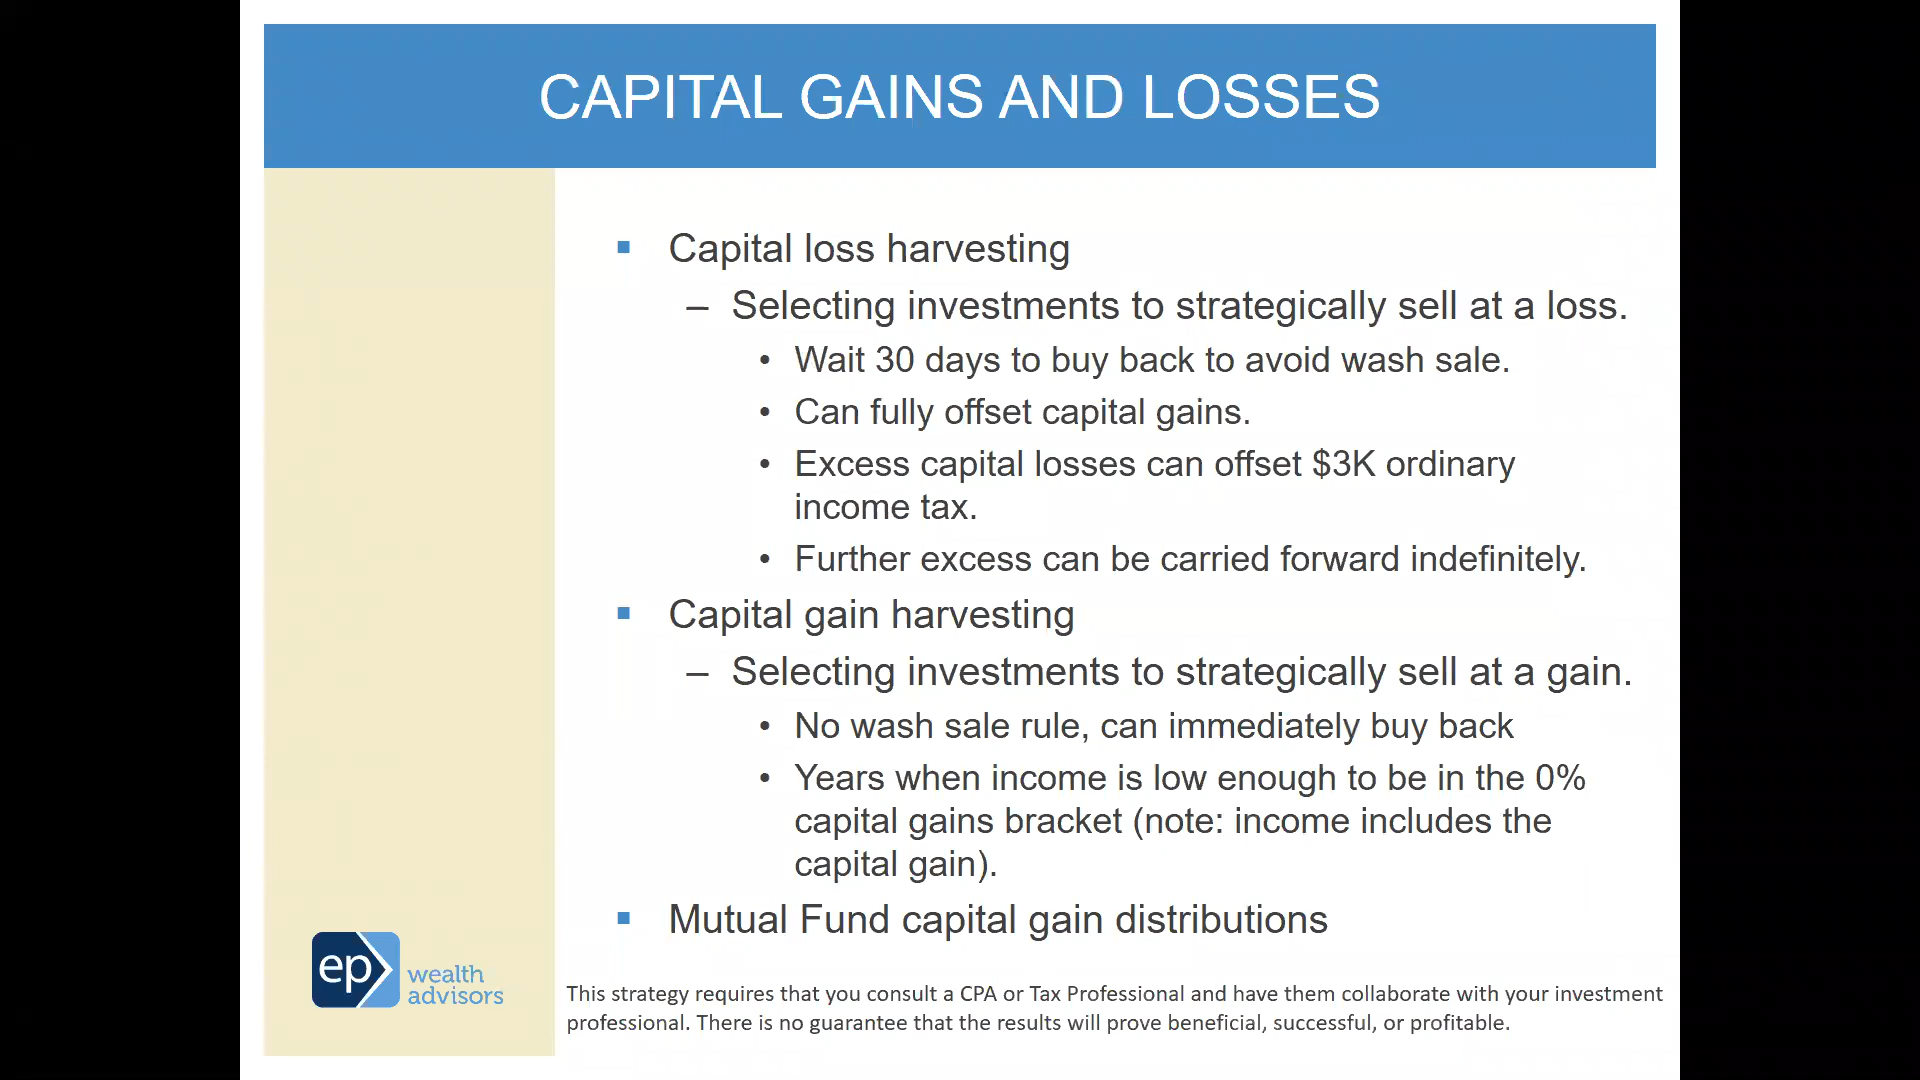 CAPITAL GAINS AND LOSSES
▪ Capital loss harvesting
– Selecting investments to strategically sell at a loss.
• Wait 30 days to buy back to avoid wash sale.
• Can fully offset capital gains.
• Excess capital losses can offset $3K ordinary
income tax.
• Further excess can be carried forward indefinitely.
▪ Capital gain harvesting
– Selecting investments to strategically sell at a gain.
• No wash sale rule, can immediately buy back
• Years when income is low enough to be in the 0%
capital gains bracket (note: income includes the
capital gain).
▪ Mutual Fund capital gain distributions
ep wealth
advisors
This strategy requires that you consult a CPA or Tax Professional and have them collaborate with your investment
professional. There is no guarantee that the results will prove beneficial, successful, or profitable.